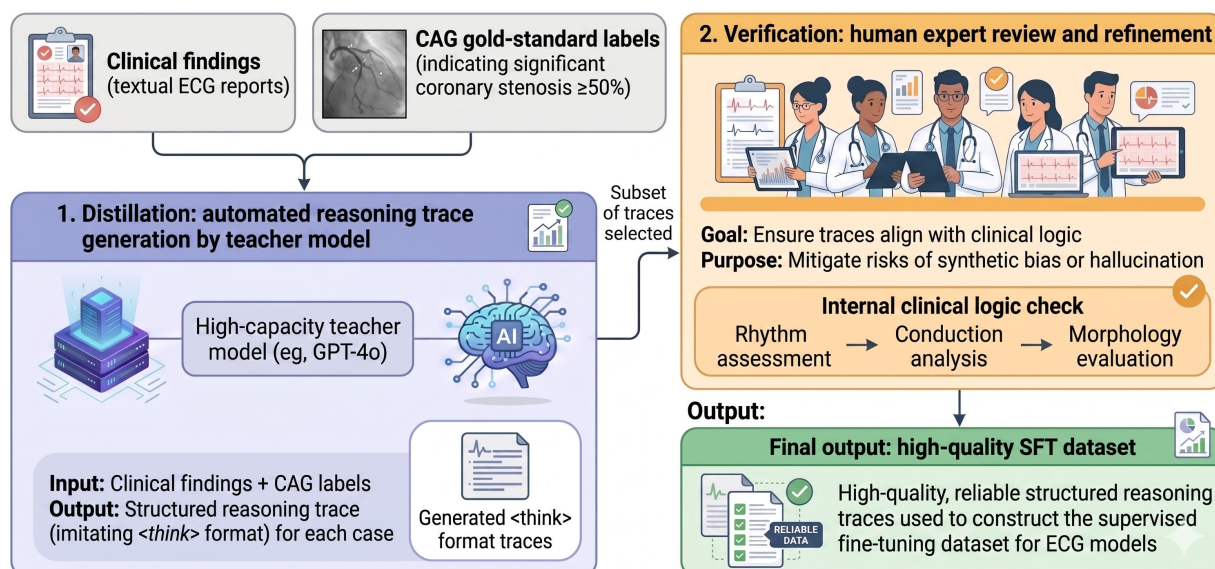 Clinical findings
(textual ECG reports)
CAG gold-standard labels
(indicating significant
coronary stenosis ≥50%)
1. Distillation: automated reasoning trace
generation by teacher model
High-capacity teacher
model (eg, GPT-4o)
AI
Input: Clinical findings + CAG labels
Output: Structured reasoning trace
(imitating <think> format) for each case
Generated <think>
format traces
Subset
of traces
selected
2. Verification: human expert review and refinement
Goal: Ensure traces align with clinical logic
Purpose: Mitigate risks of synthetic bias or hallucination
Internal clinical logic check
Rhythm
assessment
Conduction
analysis
Morphology
evaluation
Output:
Final output: high-quality SFT dataset
RELIABLE
DATA
High-quality, reliable structured reasoning
traces used to construct the supervised
fine-tuning dataset for ECG models